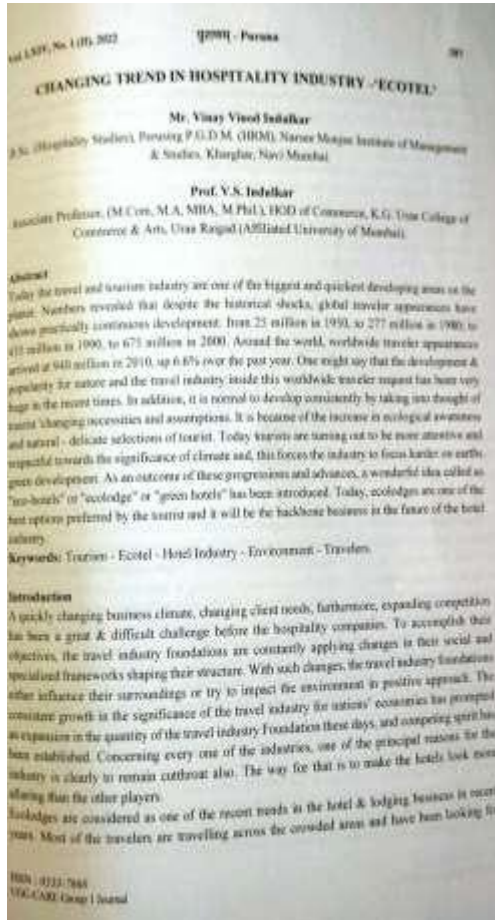 Vol. LXIV, No. 1 (II), 2022
पुराणम् - Purana
CHANGING TREND IN HOSPITALITY INDUSTRY -'ECOTEL'
Mr. Vinay Vinod Indulkar
(Hospitality Studies), Pursuing P.G.D.M. (HRM), Narsee Monjee Institute of Management
& Studies, Kharghar, Navi Mumbai.
Prof. V.S. Indulkar
Associate Professor, (M.Com, M.A, MBA, M.Phil.), HOD of Commerce, K.G. Uran College of
Commerce & Arts, Uran Raigad (Affiliated University of Mumbai).
Abstract
Today the travel and tourism industry are one of the biggest and quickest developing areas on the
planet. Numbers revealed that despite the historical shocks, global traveler appearances have
shown practically continuous development. from 25 million in 1950, to 277 million in 1980, to
million in 1990, to 675 million in 2000. Around the world, worldwide traveler appearances
arrived at 940 million in 2010, up 6.6% over the past year. One might say that the development &
popularity for nature and the travel industry inside this worldwide traveler request has been very
huge in the recent times. In addition, it is normal to develop consistently by taking into thought of
tourist 'changing necessities and assumptions. It is because of the increase in ecological awareness
and natural - delicate selections of tourist. Today tourists are turning out to be more attentive and
respectful towards the significance of climate and, this forces the industry to focus harder on earths
green development. As an outcome of these progressions and advances, a wonderful idea called as
"eco-hotels" or "ecolodge" or "green hotels" has been introduced. Today, ecolodges are one of the
best options preferred by the tourist and it will be the backbone business in the future of the hotel
industry.
Keywords: Tourism - Ecotel - Hotel Industry - Environment - Travelers.
Introduction
A quickly changing business climate, changing client needs, furthermore, expanding competition
has been a great & difficult challenge before the hospitality companies. To accomplish their
objectives, the travel industry foundations are constantly applying changes in their social and
specialized frameworks shaping their structure. With such changes, the travel industry foundations
either influence their surroundings or try to impact the environment in positive approach. The
consistent growth in the significance of the travel industry for nations' economies has prompted
an expansion in the quantity of the travel industry Foundation these days, and competing spirit has
been established. Concerning every one of the industries, one of the principal reasons for the
industry is clearly to remain cutthroat also. The way for that is to make the hotels look more
alluring than the other players.
Ecolodges are considered as one of the recent trends in the hotel & lodging business in recent
years. Most of the travelers are travelling across the crowded areas and have been looking for
ISSN : 0555-7860
UGC CARE Group 1 Journal